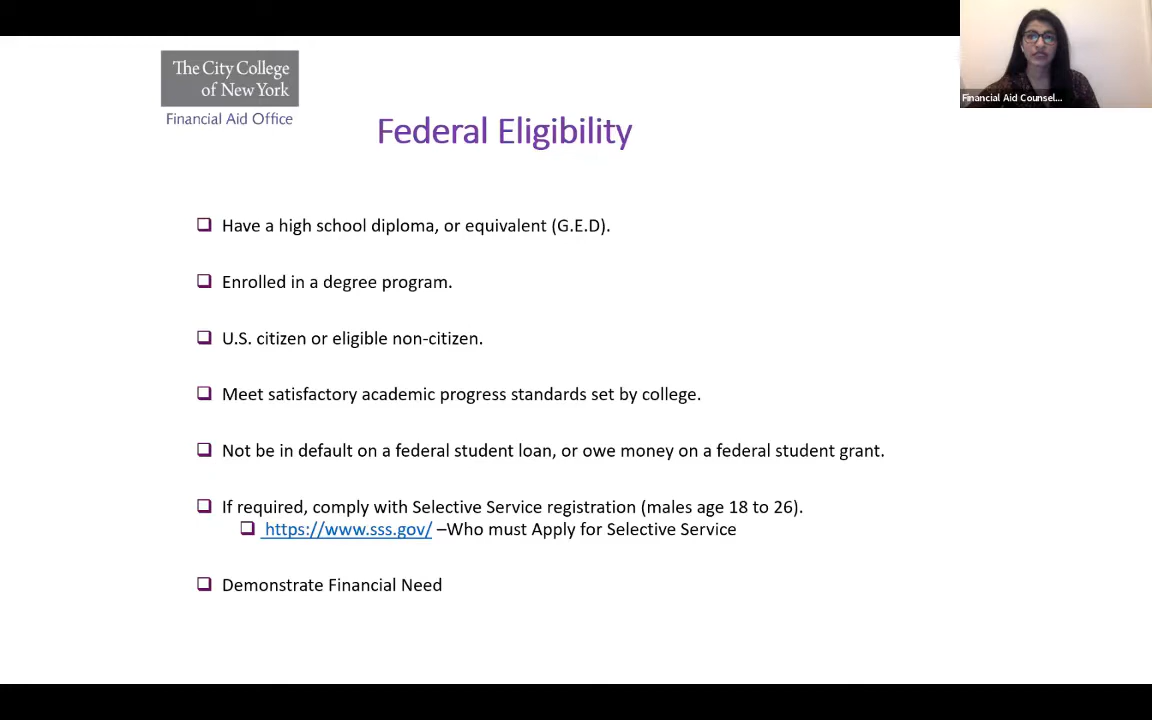 The City College
of New York
Financial Aid Office
Financial Aid Counsel...
Federal Eligibility
Have a high school diploma, or equivalent (G.E.D).
Enrolled in a degree program.
U.S. citizen or eligible non-citizen.
Meet satisfactory academic progress standards set by college.
Not be in default on a federal student loan, or owe money on a federal student grant.
If required, comply with Selective Service registration (males age 18 to 26).
https://www.sss.gov/ –Who must Apply for Selective Service
Demonstrate Financial Need